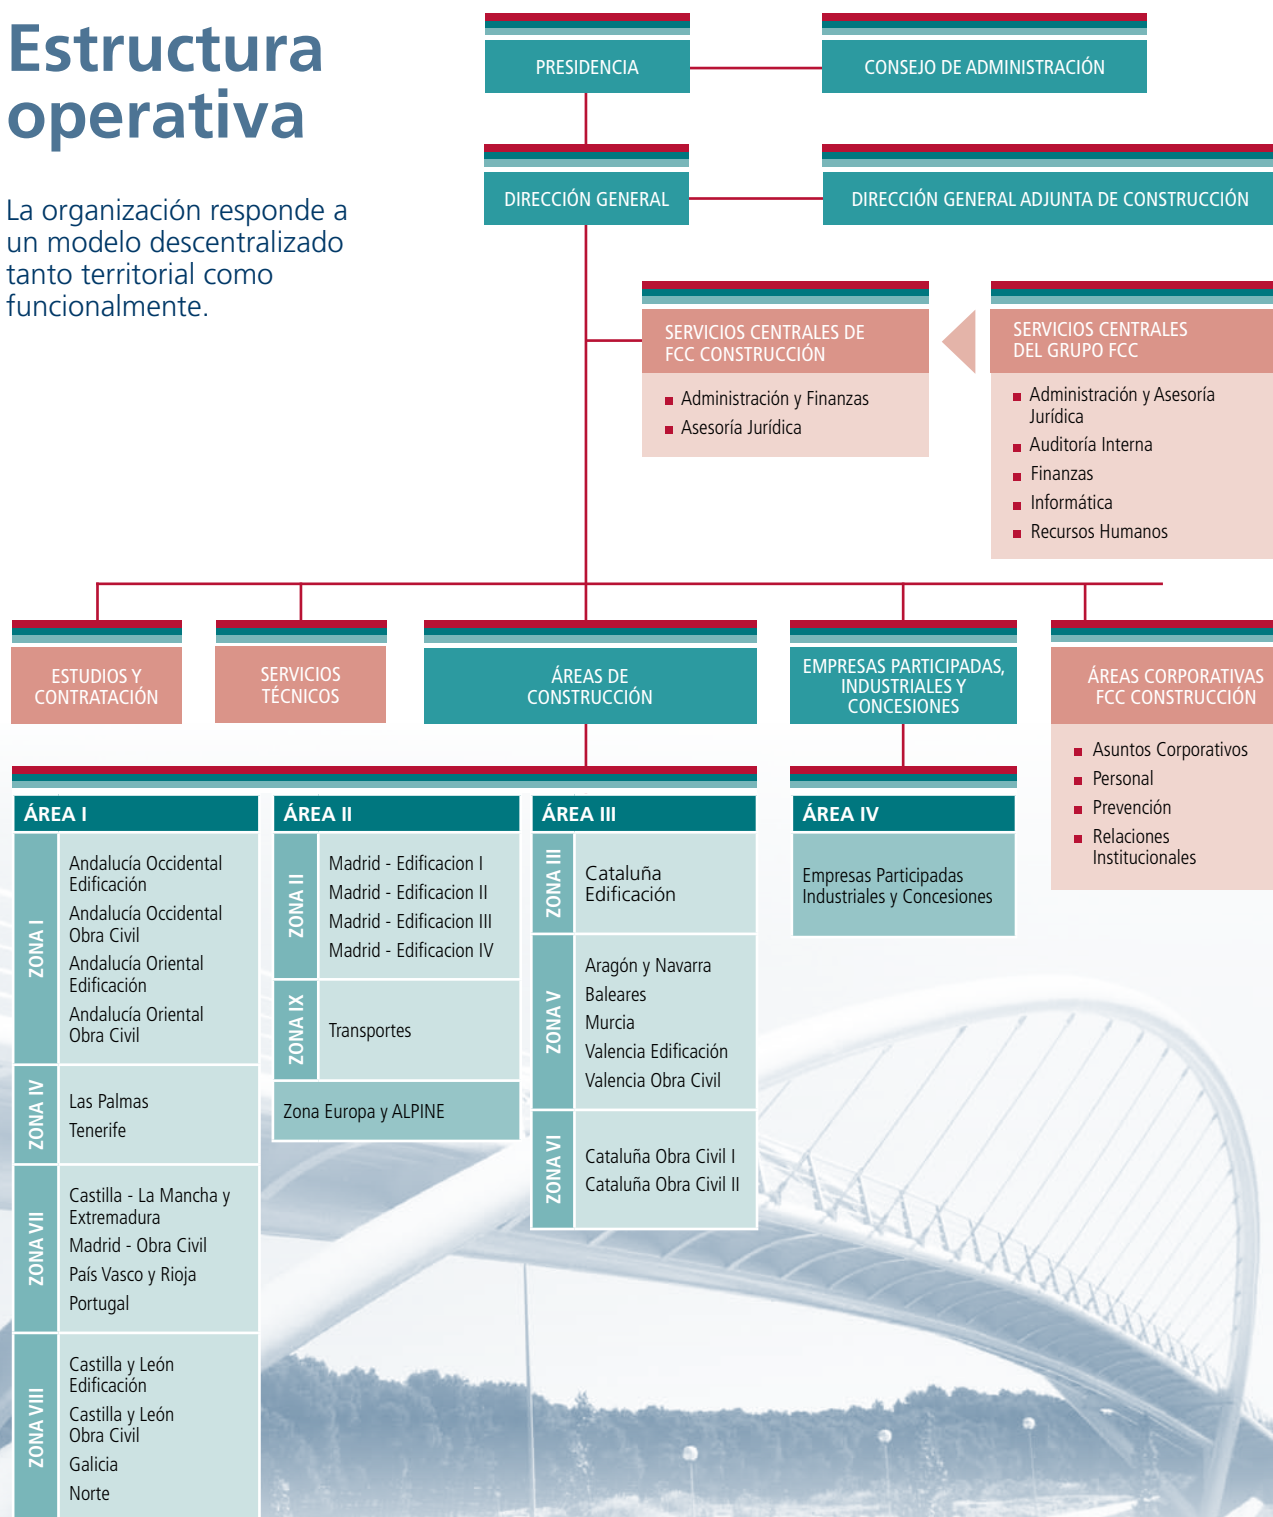 Estructura
operativa
La organización responde a
un modelo descentralizado
tanto territorial como
funcionalmente.
PRESIDENCIA
CONSEJO DE ADMINISTRACIÓN
DIRECCIÓN GENERAL
DIRECCIÓN GENERAL ADJUNTA DE CONSTRUCCIÓN
SERVICIOS CENTRALES DE
FCC CONSTRUCCIÓN
Administración y Finanzas
Asesoría Jurídica
SERVICIOS CENTRALES
DEL GRUPO FCC
Administración y Asesoría
Jurídica
Auditoría Interna
Finanzas
Informática
Recursos Humanos
ESTUDIOS Y
CONTRATACIÓN
SERVICIOS
TÉCNICOS
ÁREAS DE
CONSTRUCCIÓN
EMPRESAS PARTICIPADAS,
INDUSTRIALES Y
CONCESIONES
ÁREAS CORPORATIVAS
FCC CONSTRUCCIÓN
Asuntos Corporativos
Personal
Prevención
Relaciones
Institucionales
ÁREA I
ZONA I
Andalucía Occidental
Edificación
Andalucía Occidental
Obra Civil
Andalucía Oriental
Edificación
Andalucía Oriental
Obra Civil
ZONA IV
Las Palmas
Tenerife
ZONA VII
Castilla - La Mancha y
Extremadura
Madrid - Obra Civil
País Vasco y Rioja
Portugal
ZONA VIII
Castilla y León
Edificación
Castilla y León
Obra Civil
Galicia
Norte
ÁREA II
ZONA II
Madrid - Edificacion I
Madrid - Edificacion II
Madrid - Edificacion III
Madrid - Edificacion IV
ZONA IX
Transportes
Zona Europa y ALPINE
ÁREA III
ZONA III
Cataluña
Edificación
ZONA V
Aragón y Navarra
Baleares
Murcia
Valencia Edificación
Valencia Obra Civil
ZONA VI
Cataluña Obra Civil I
Cataluña Obra Civil II
ÁREA IV
Empresas Participadas
Industriales y Concesiones